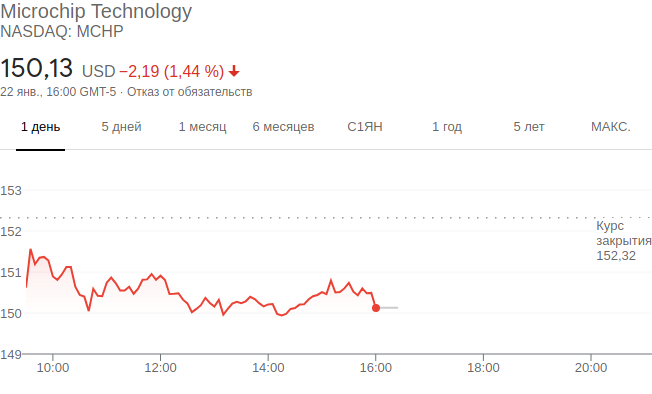 Microchip Technology
NASDAQ: MCHP
150,13 USD −2,19 (1,44 %)
22 янв., 16:00 GMT-5 · Отказ от обязательств
1 день 5 дней 1 месяц 6 месяцев С1ЯН 1 год 5 лет МАКС.
153
152
Курс
закрытия
152,32
151
150
149
10:00 12:00 14:00 16:00 18:00 20:00